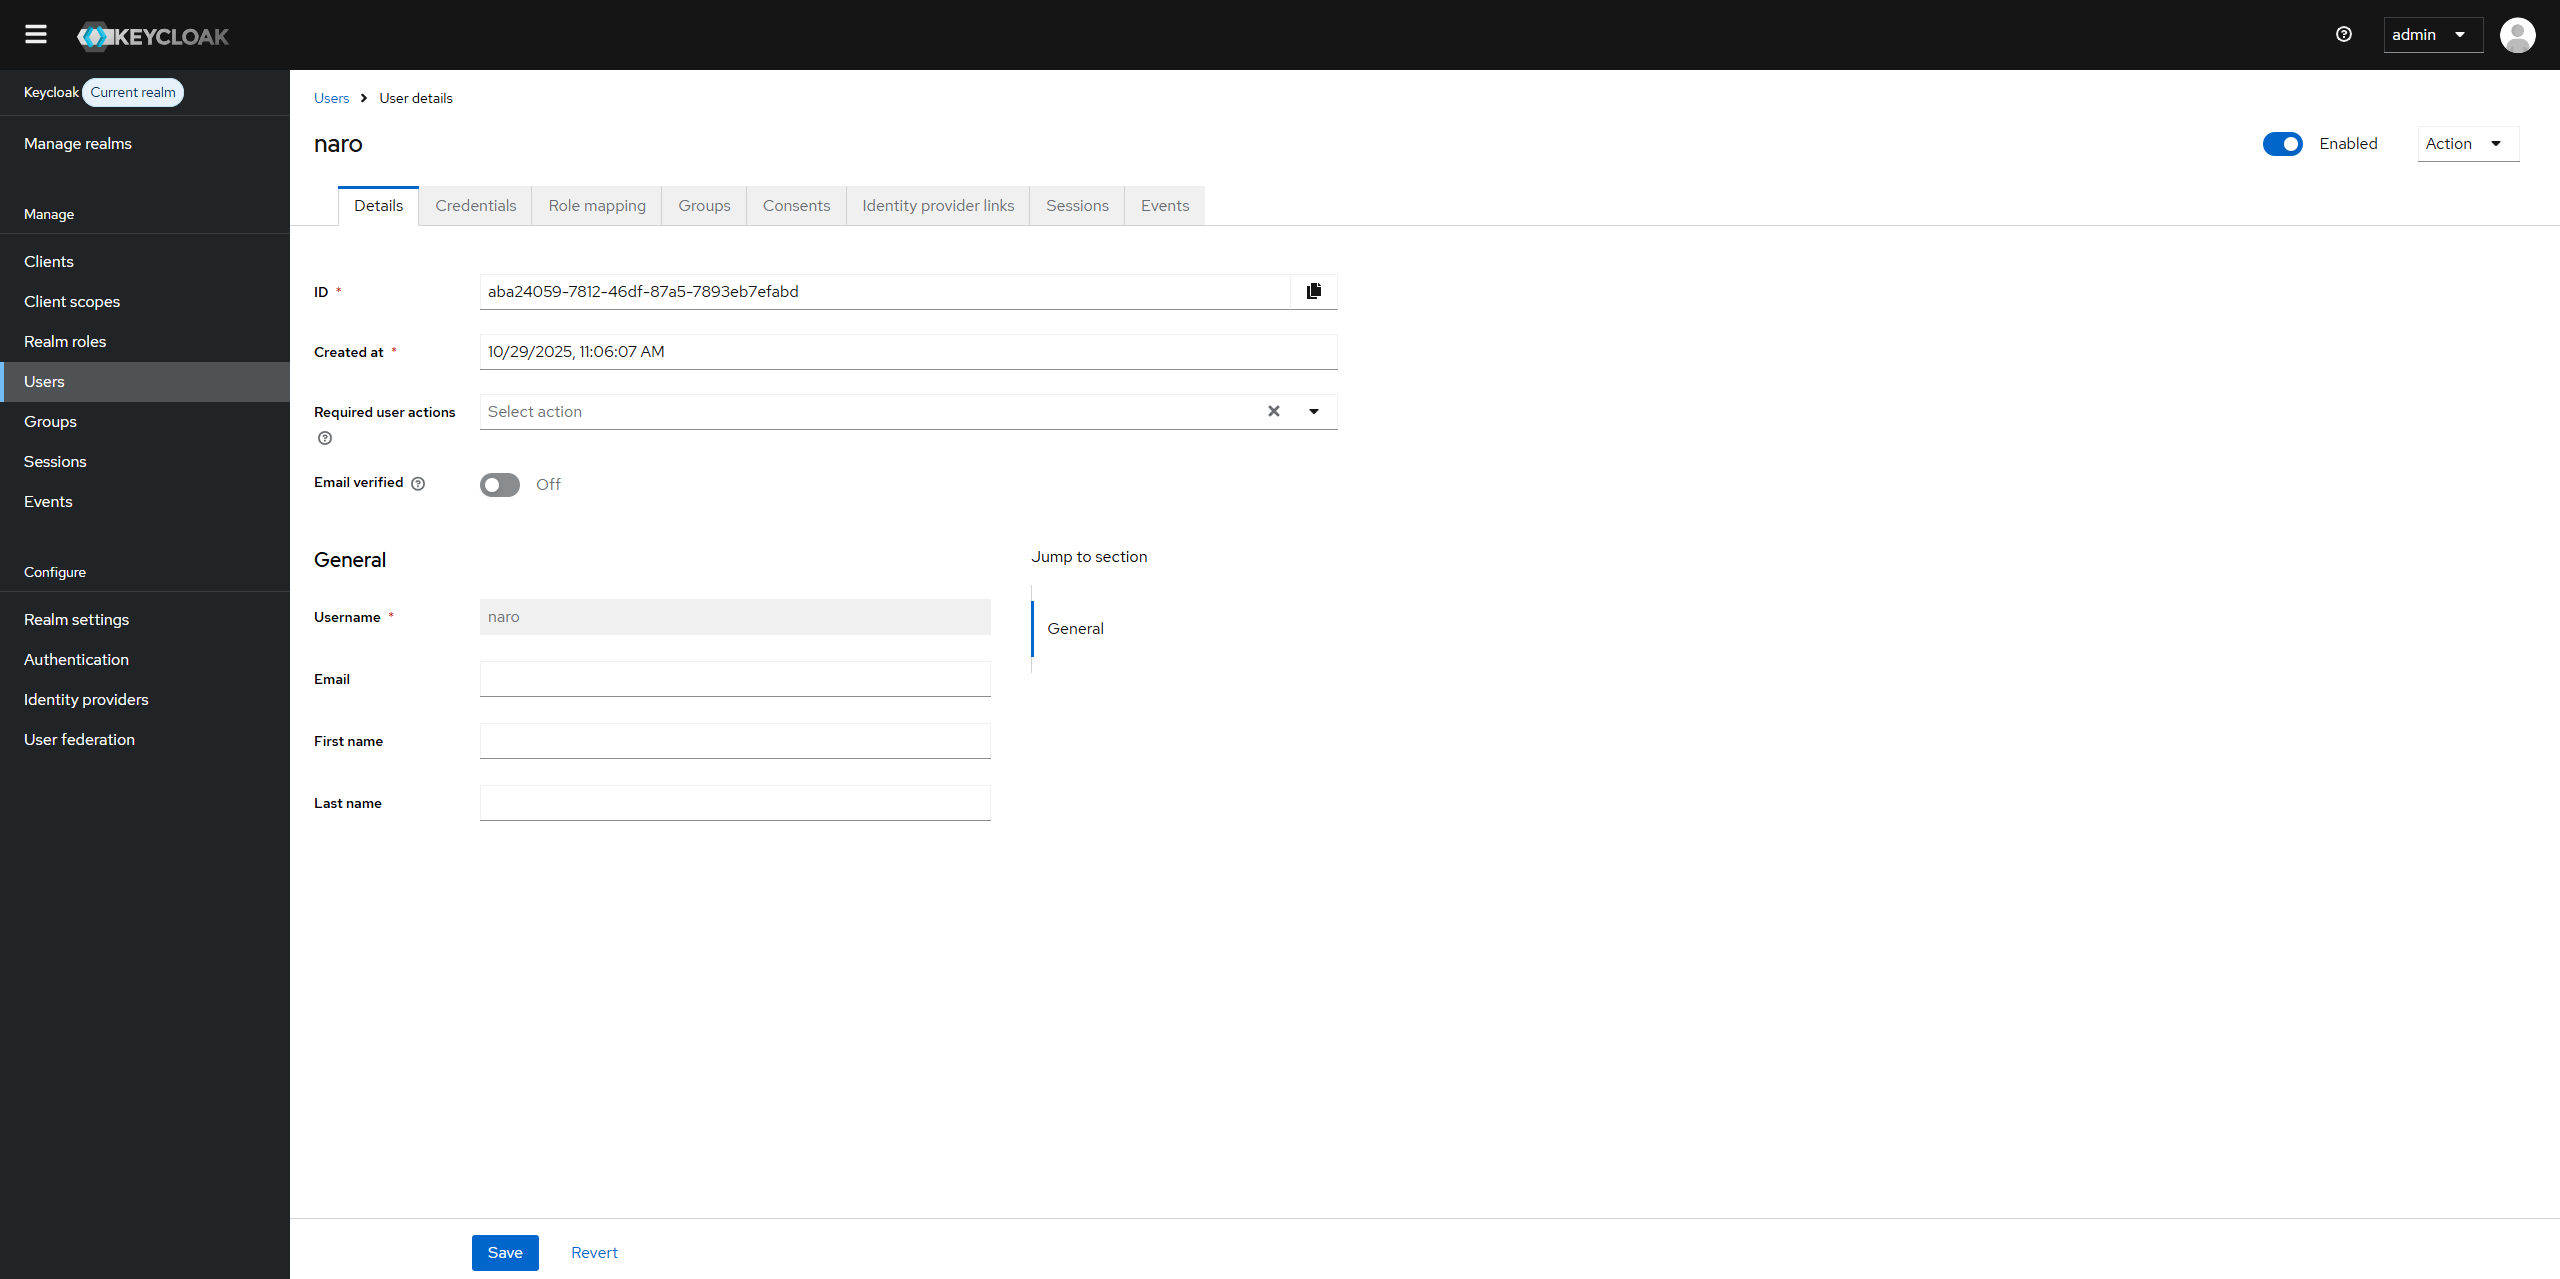 KEYCLOAK
admin
Keycloak Current realm
Manage realms
Manage
Clients
Client scopes
Realm roles
Users
Groups
Sessions
Events
Configure
Realm settings
Authentication
Identity providers
User federation
Users > User details
naro
Enabled
Action
Details Credentials Role mapping Groups Consents Identity provider links Sessions Events
ID * aba24059-7812-46df-87a5-7893eb7efabd
Created at * 10/29/2025, 11:06:07 AM
Required user actions Select action
Email verified Off
General
Username * naro
Email
First name
Last name
Jump to section
General
Save Revert